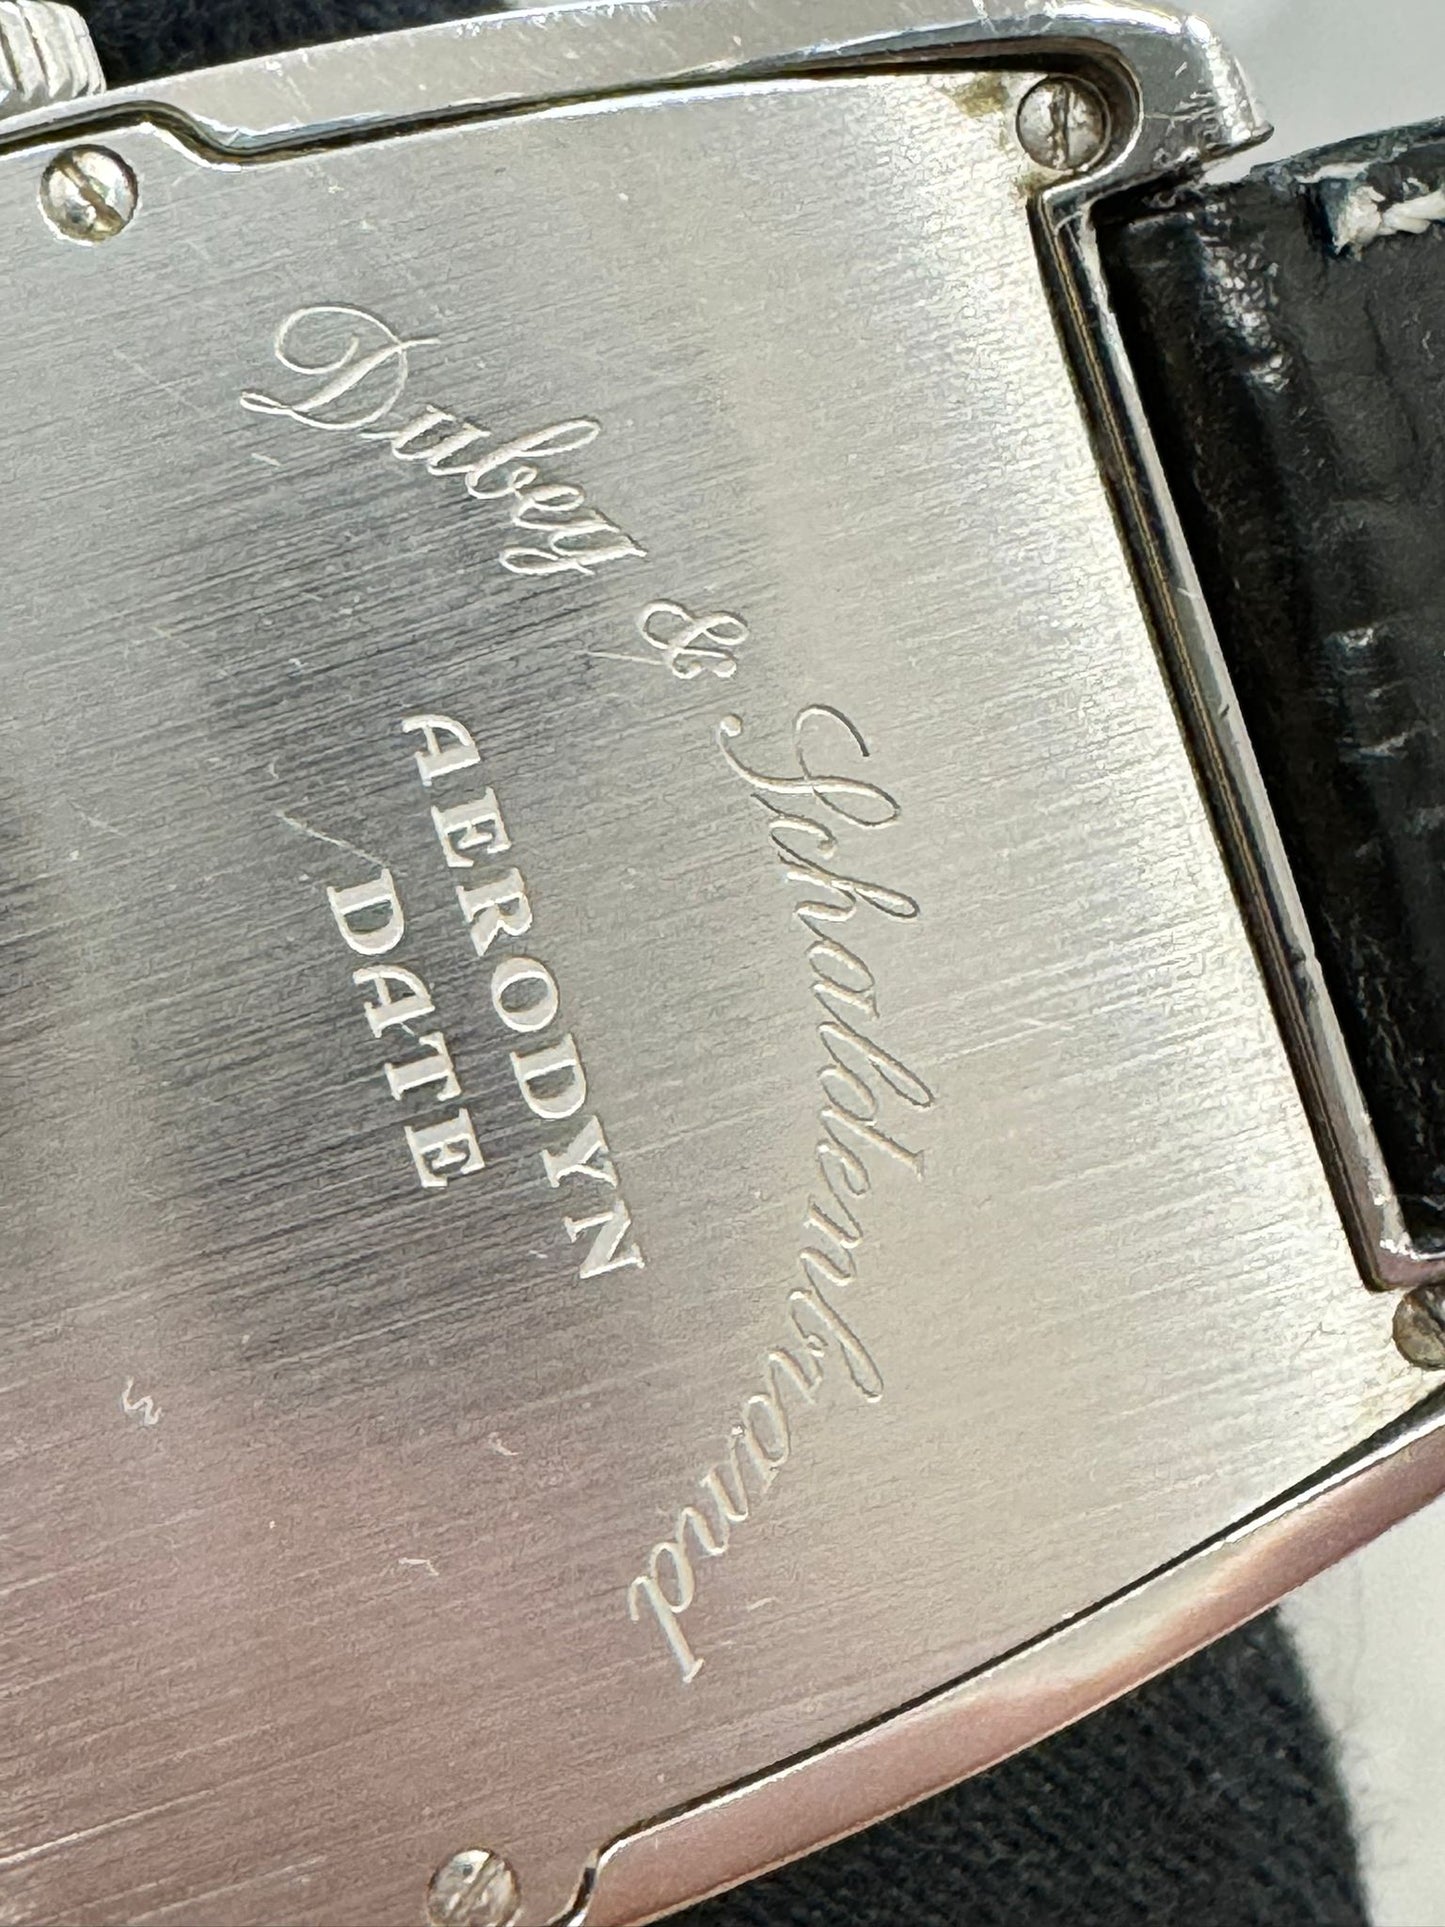 Dubey & Schaldenbrand
AERODYN
DATE